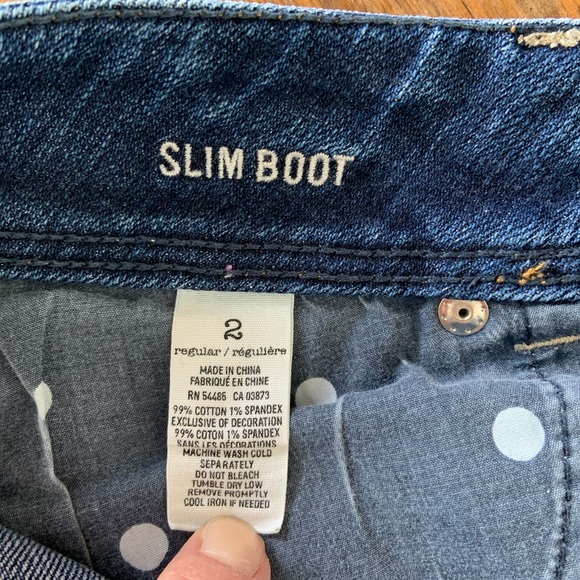 SLIM BOOT
2
regular / régulière
MADE IN CHINA
FABRIQUÉ EN CHINE
RN 54485 CA 03873
99% COTTON 1% SPANDEX
EXCLUSIVE OF DECORATION
99% COTON 1% SPANDEX
SANS LES DÉCORATIONS
MACHINE WASH COLD
SEPARATELY
DO NOT BLEACH
TUMBLE DRY LOW
REMOVE PROMPTLY
COOL IRON IF NEEDED